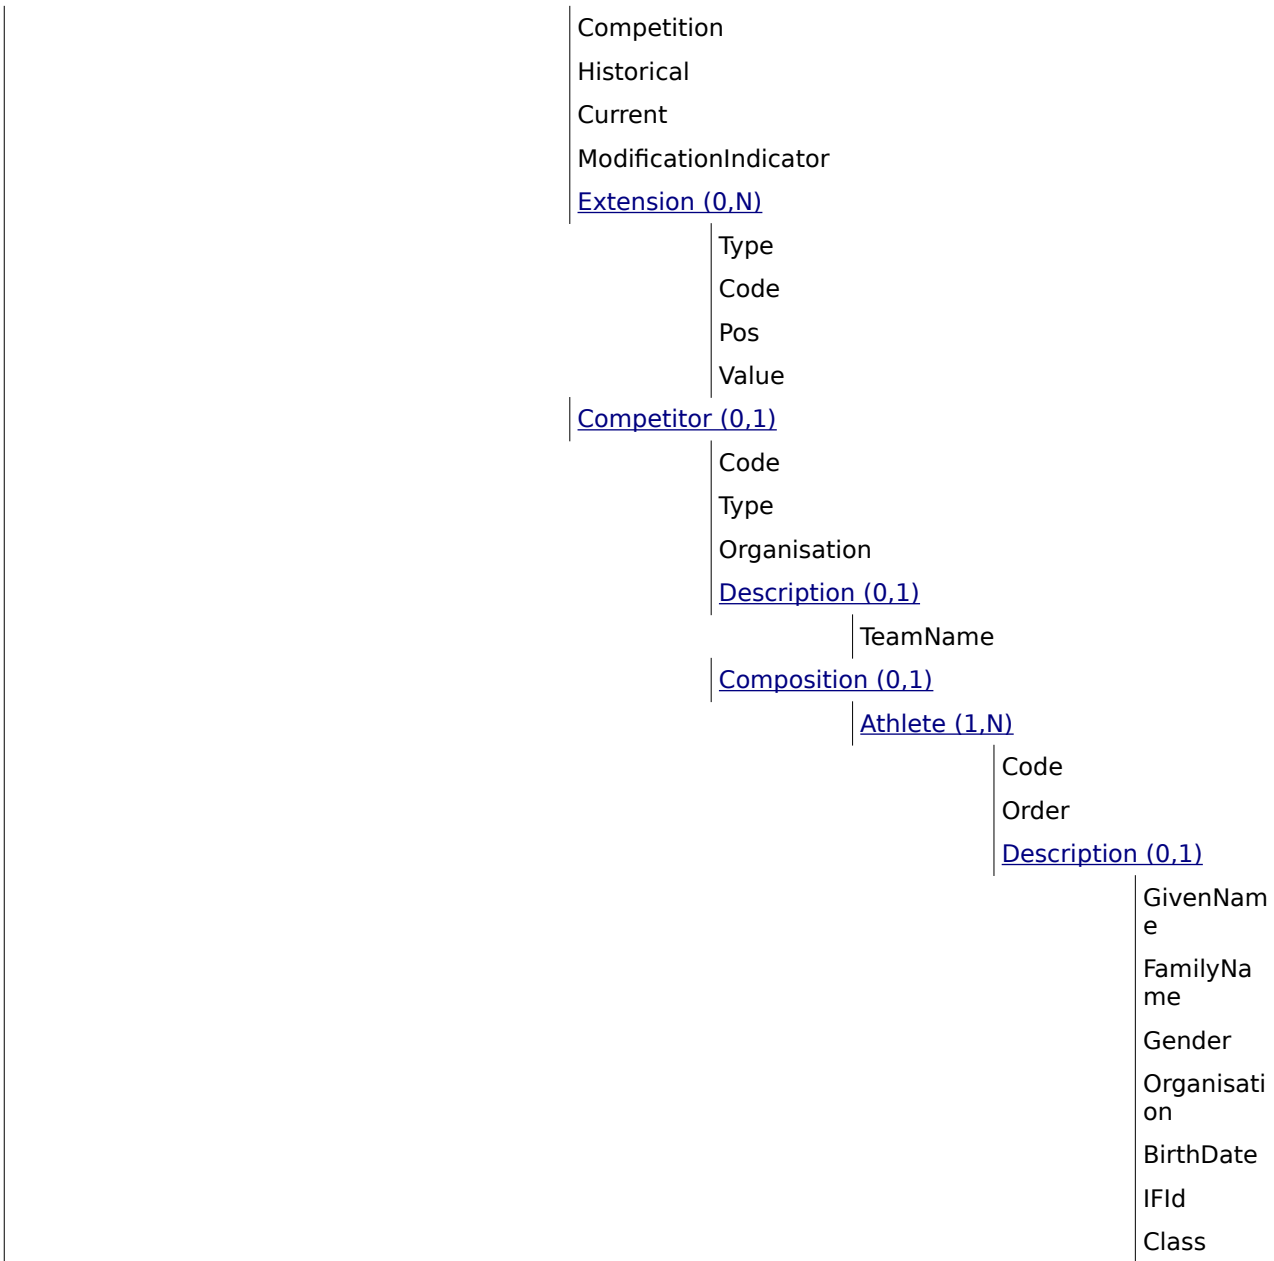 Competition
Historical
Current
ModificationIndicator
Extension (0,N)
Type
Code
Pos
Value
Competitor (0,1)
Code
Type
Organisation
Description (0,1)
TeamName
Composition (0,1)
Athlete (1,N)
Code
Order
Description (0,1)
GivenNam
e
FamilyNa
me
Gender
Organisati
on
BirthDate
IFId
Class